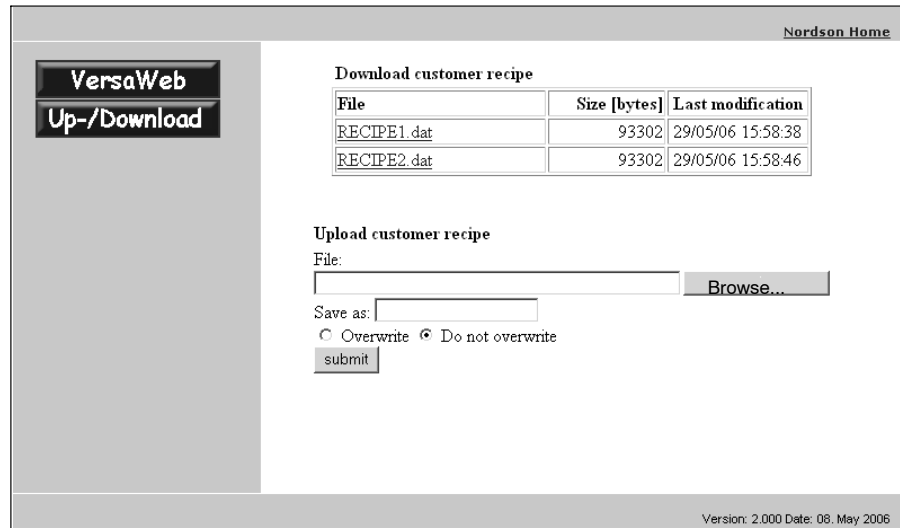 Nordson Home
VersaWeb
Up-/Download
Download customer recipe
File Size [bytes] Last modification
RECIPE1.dat 93302 29/05/06 15:58:38
RECIPE2.dat 93302 29/05/06 15:58:46
Upload customer recipe
File:
Browse...
Save as:
Overwrite Do not overwrite
submit
Version: 2.000 Date: 08. May 2006